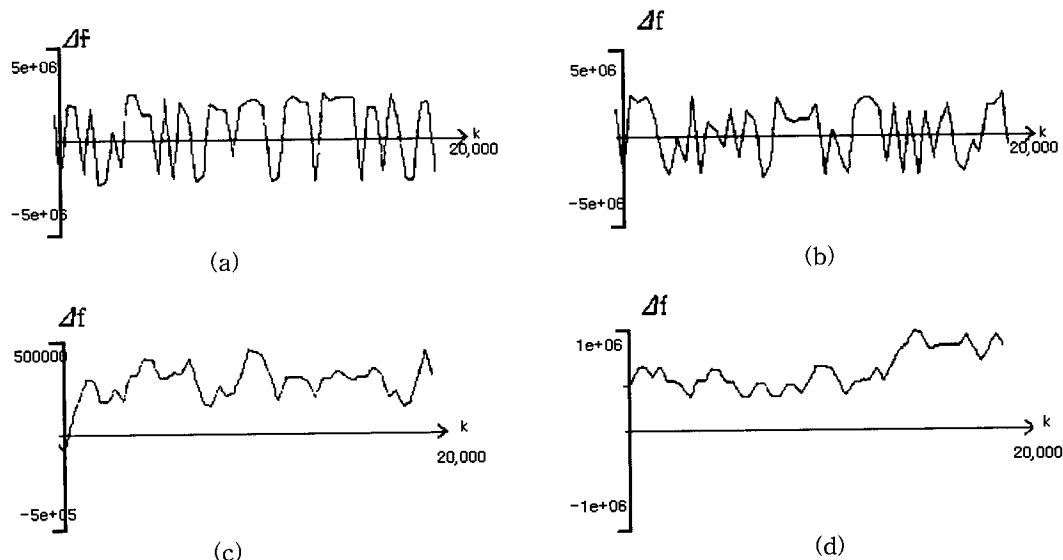 Δf
5e+06
k
20,000
-5e+06
(a)
Δf
5e+06
k
20,000
-5e+06
(b)
Δf
500000
k
20,000
-5e+05
(c)
Δf
1e+06
k
20,000
-1e+06
(d)